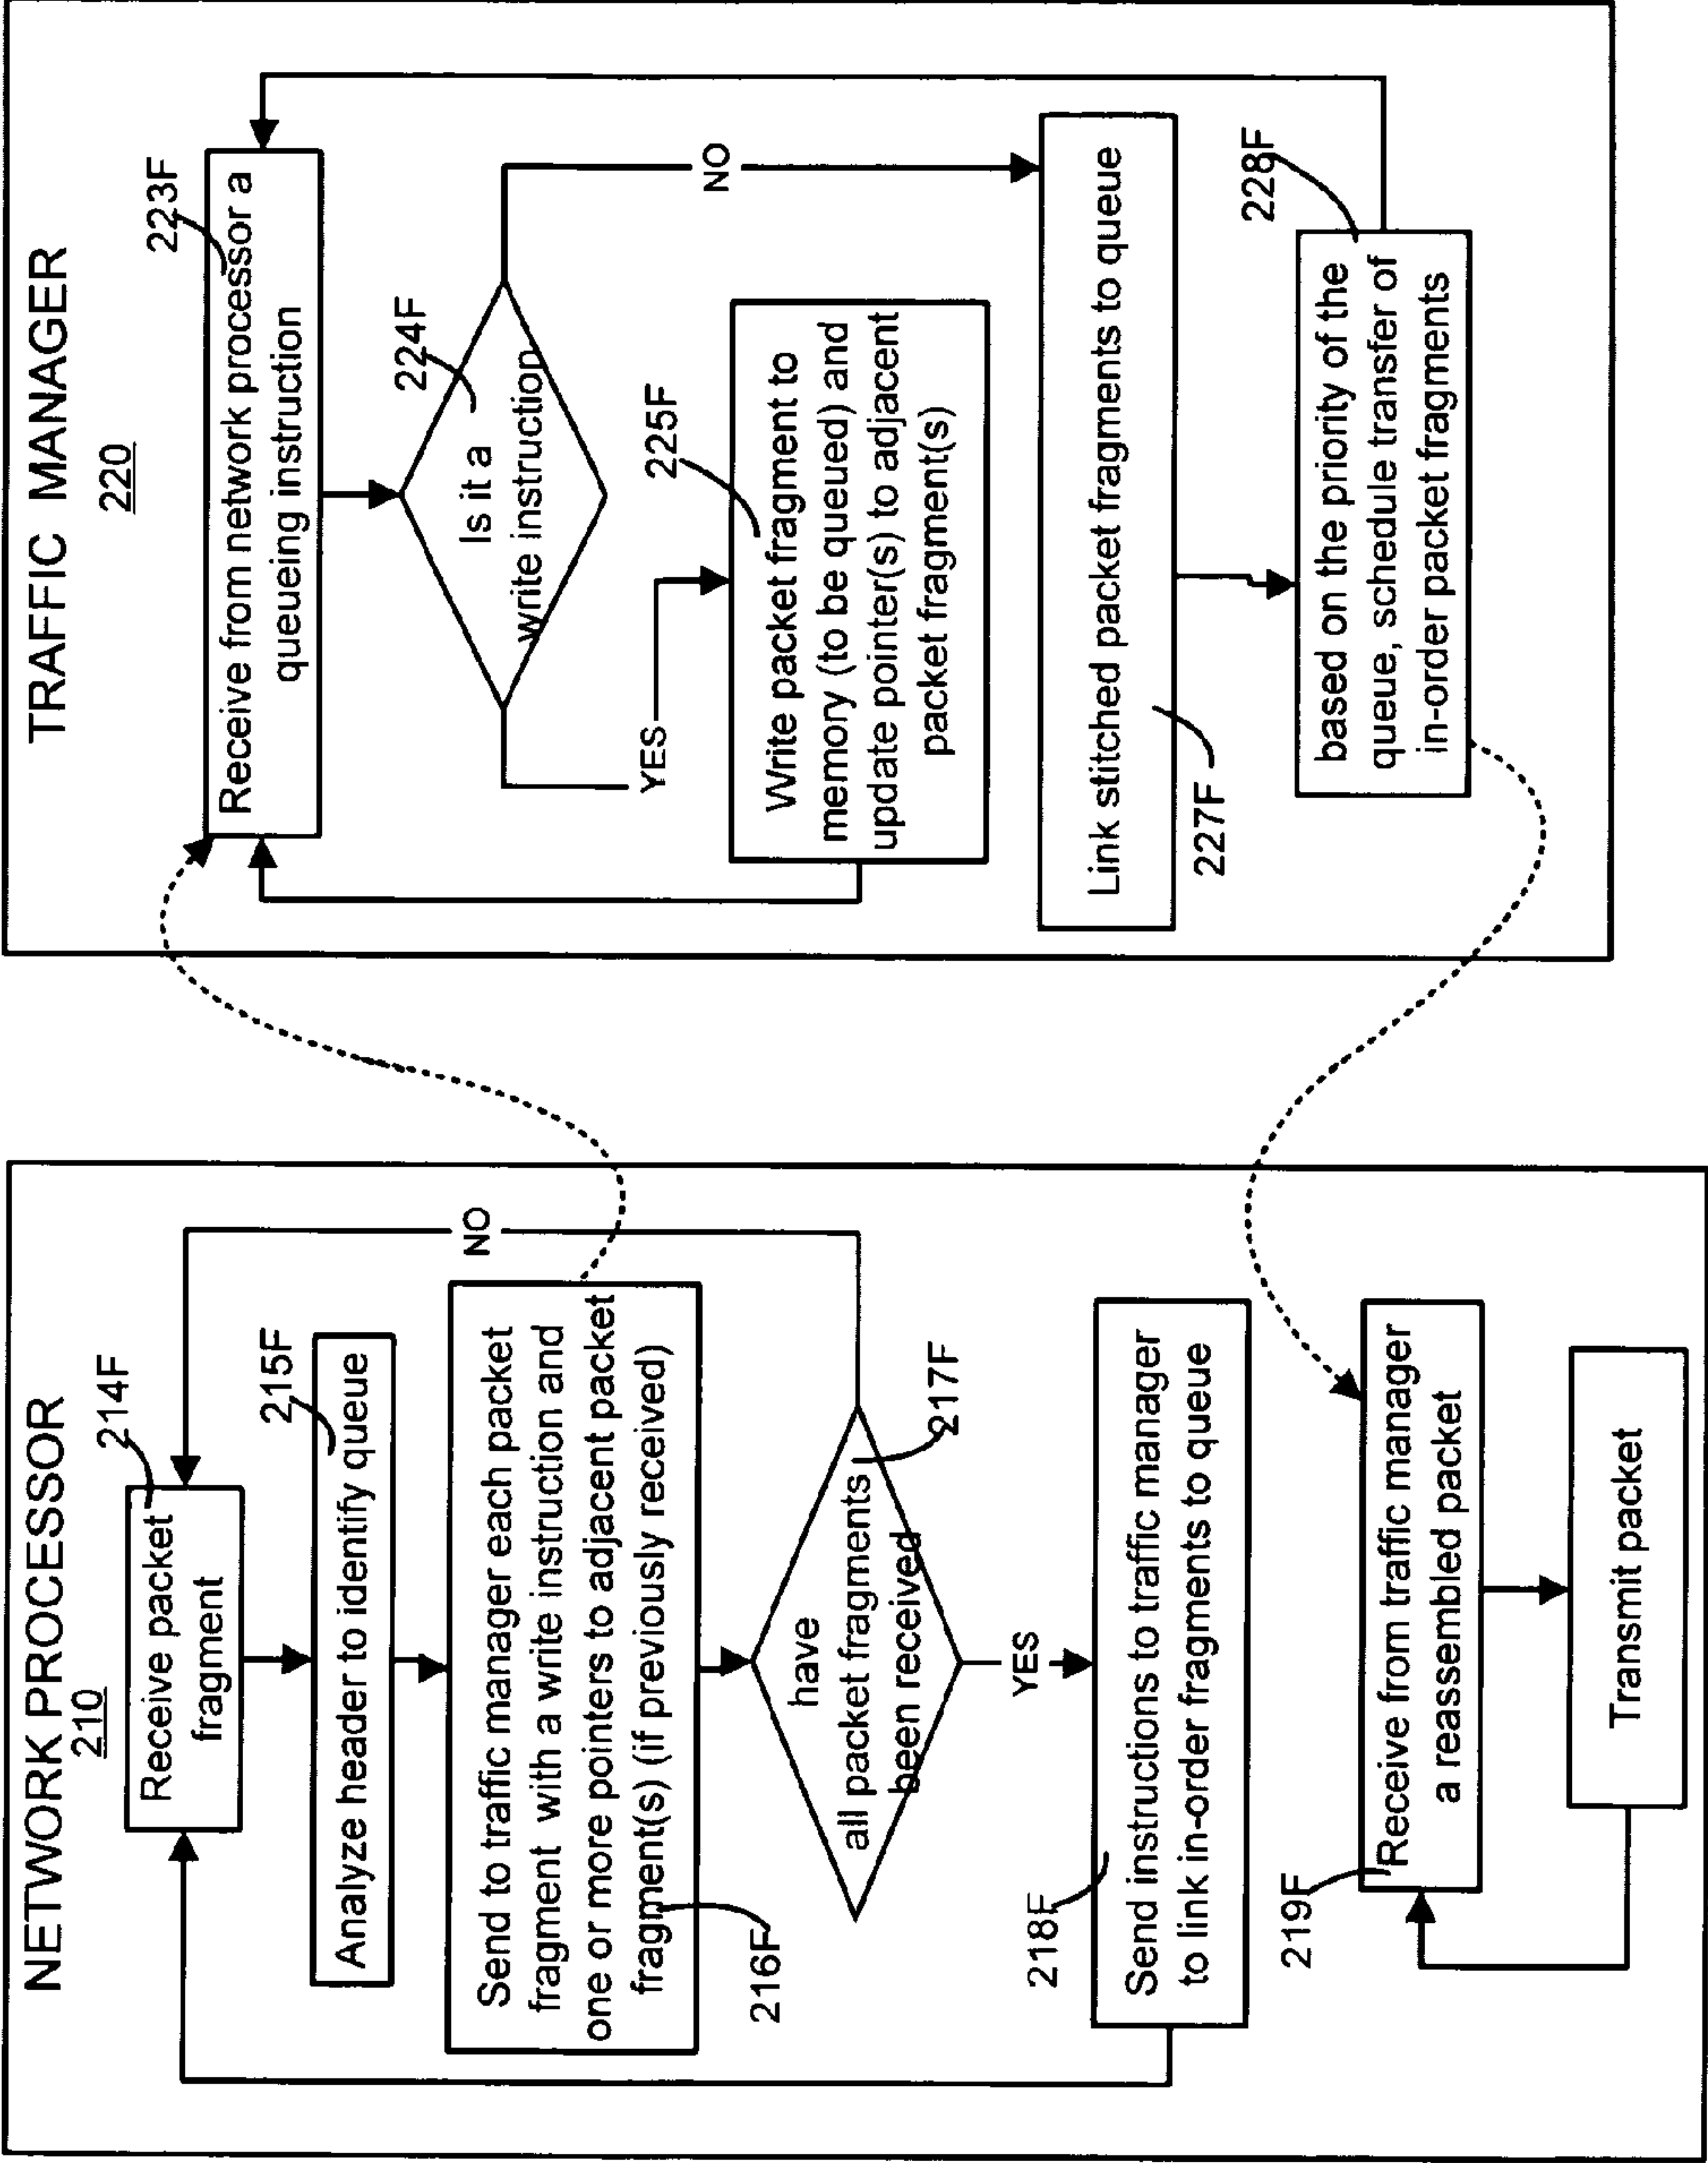 NETWORK PROCESSOR
210
214F
Receive packet
fragment
215F
Analyze header to identify queue
Send to traffic manager each packet
fragment with a write instruction and
one or more pointers to adjacent packet
fragment(s) (if previously received)
216F
NO
have
all packet fragments
been received
217F
YES
218F
Send instructions to traffic manager
to link in-order fragments to queue
219F
Receive from traffic manager
a reassembled packet
Transmit packet
TRAFFIC MANAGER
220
223F
Receive from network processor a
queueing instruction
224F
Is it a
write instruction
YES
NO
225F
Write packet fragment to
memory (to be queued) and
update pointer(s) to adjacent
packet fragment(s)
Link stitched packet fragments to queue
227F
228F
based on the priority of the
queue, schedule transfer of
in-order packet fragments